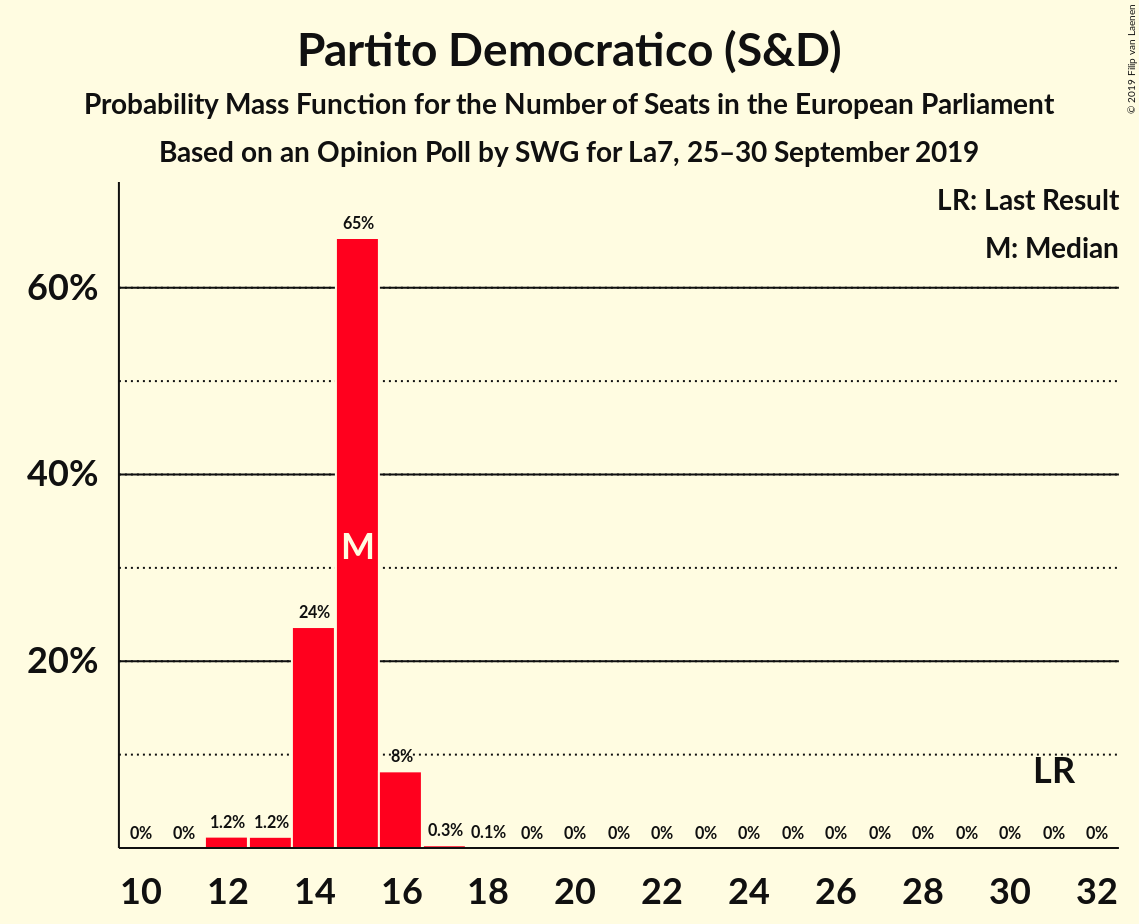 © 2019 Filip van Laenen
Partito Democratico (S&D)
Probability Mass Function for the Number of Seats in the European Parliament
Based on an Opinion Poll by SWG for La7, 25–30 September 2019
LR: Last Result
M: Median
60%
40%
20%
0% 0% 1.2% 1.2% 24% 65% 8% 0.3% 0.1% 0% 0% 0% 0% 0% 0% 0% 0% 0% 0% 0% 0% 0% 0%
M
LR
10 12 14 16 18 20 22 24 26 28 30 32